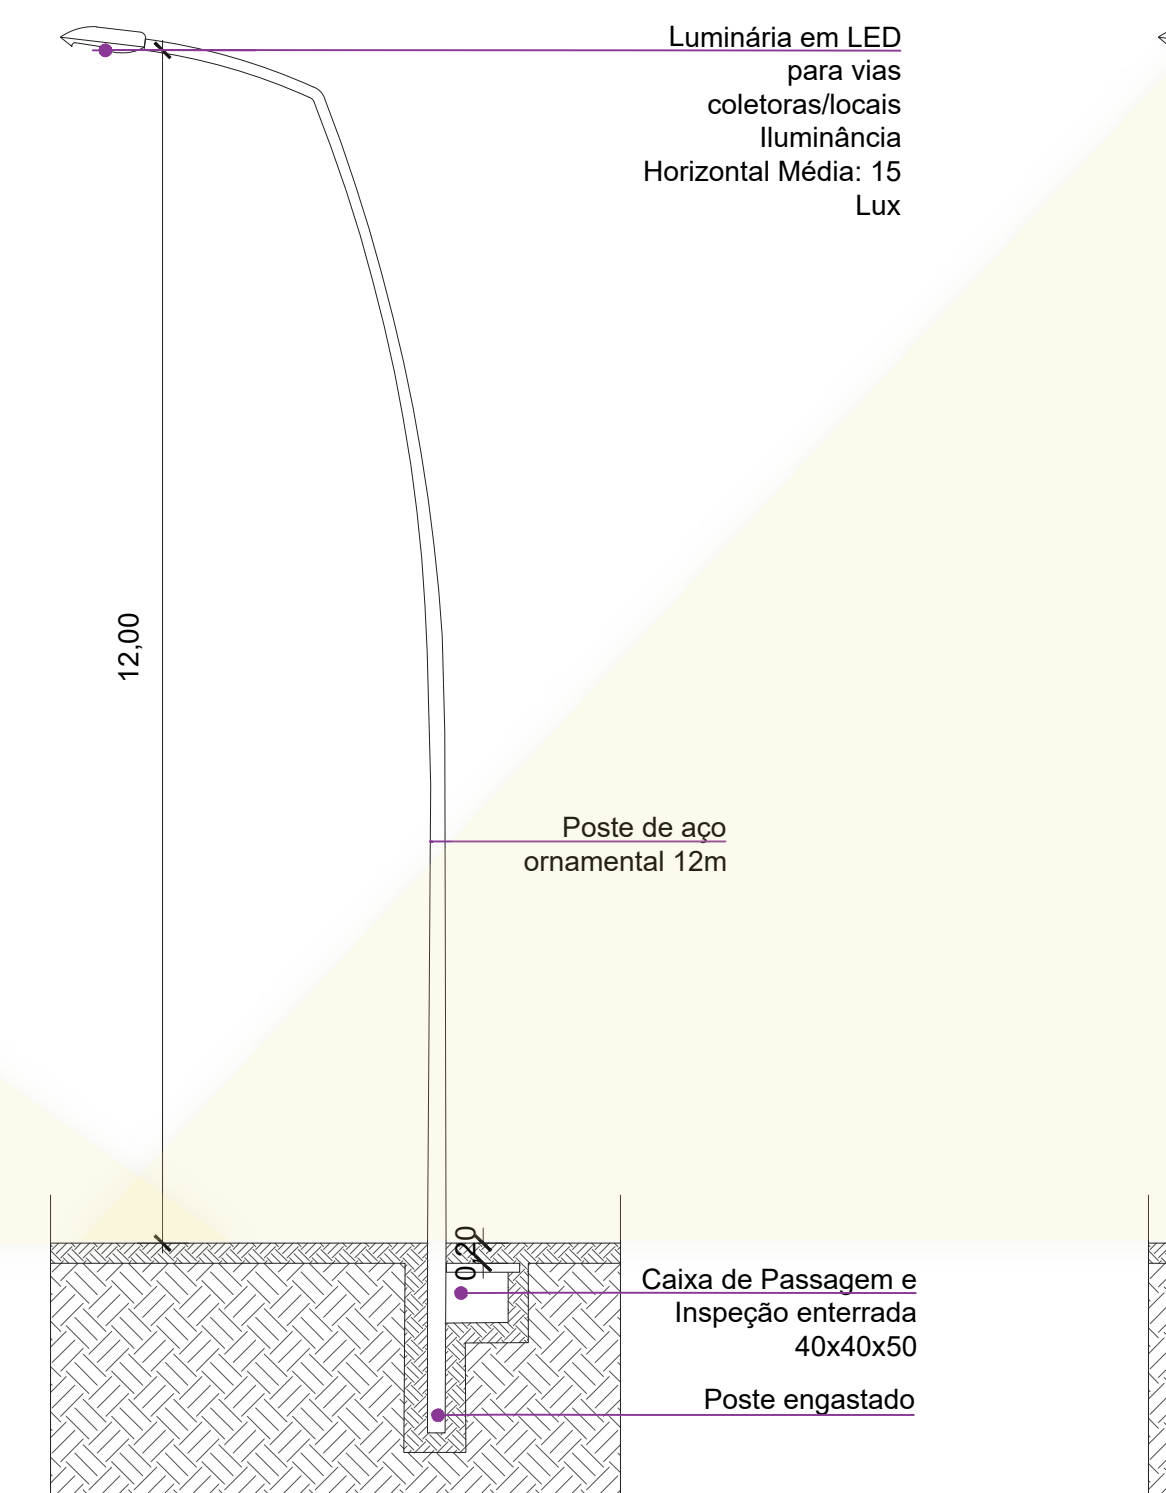 Luminária em LED
para vias
coletoras/locais
Iluminância
Horizontal Média: 15
Lux
12,00
Poste de aço
ornamental 12m
0,20
Caixa de Passagem e
Inspeção enterrada
40x40x50
Poste engastado